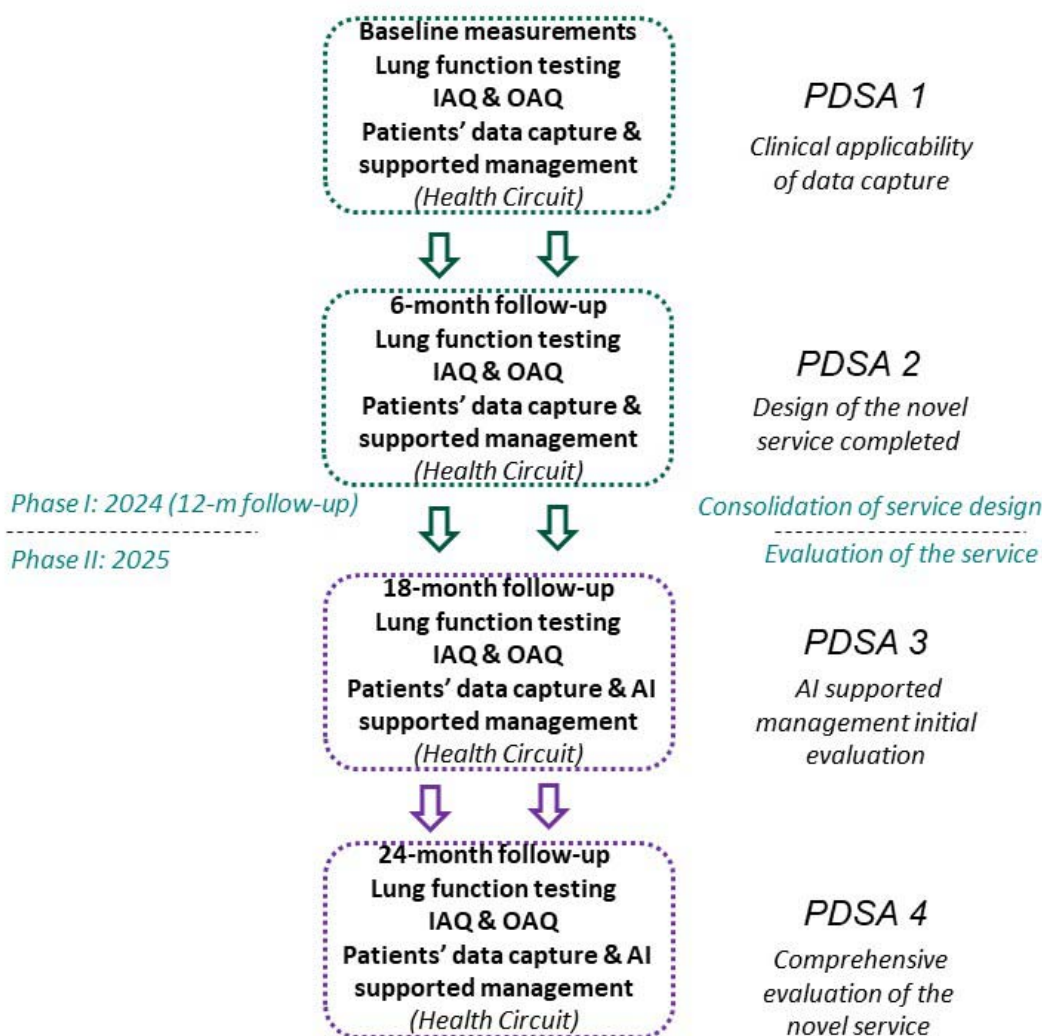 Baseline measurements
Lung function testing
IAQ & OAQ
Patients’ data capture &
supported management
(Health Circuit)
PDSA 1
Clinical applicability
of data capture
6-month follow-up
Lung function testing
IAQ & OAQ
Patients’ data capture &
supported management
(Health Circuit)
PDSA 2
Design of the novel
service completed
Phase I: 2024 (12-m follow-up)
Consolidation of service design
Phase II: 2025
Evaluation of the service
18-month follow-up
Lung function testing
IAQ & OAQ
Patients’ data capture & AI
supported management
(Health Circuit)
PDSA 3
AI supported
management initial
evaluation
24-month follow-up
Lung function testing
IAQ & OAQ
Patients’ data capture & AI
supported management
(Health Circuit)
PDSA 4
Comprehensive
evaluation of the
novel service